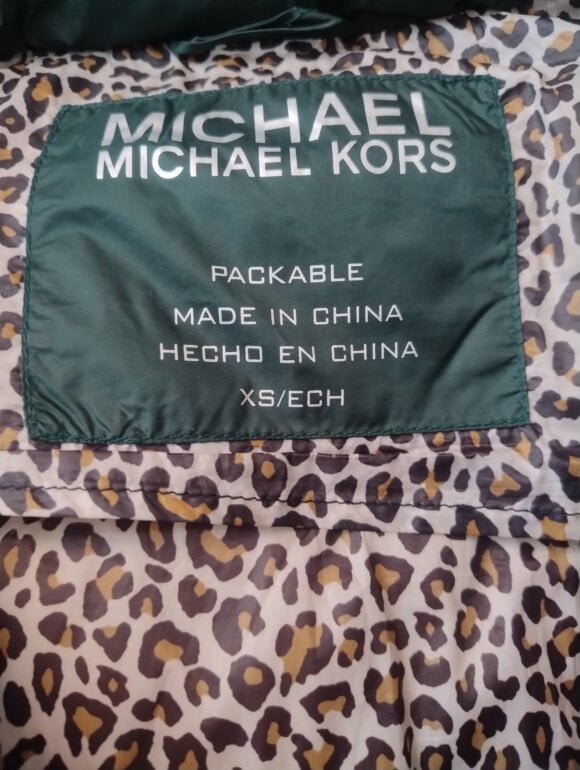 MICHAEL
MICHAEL KORS
PACKABLE
MADE IN CHINA
HECHO EN CHINA
XS/ECH